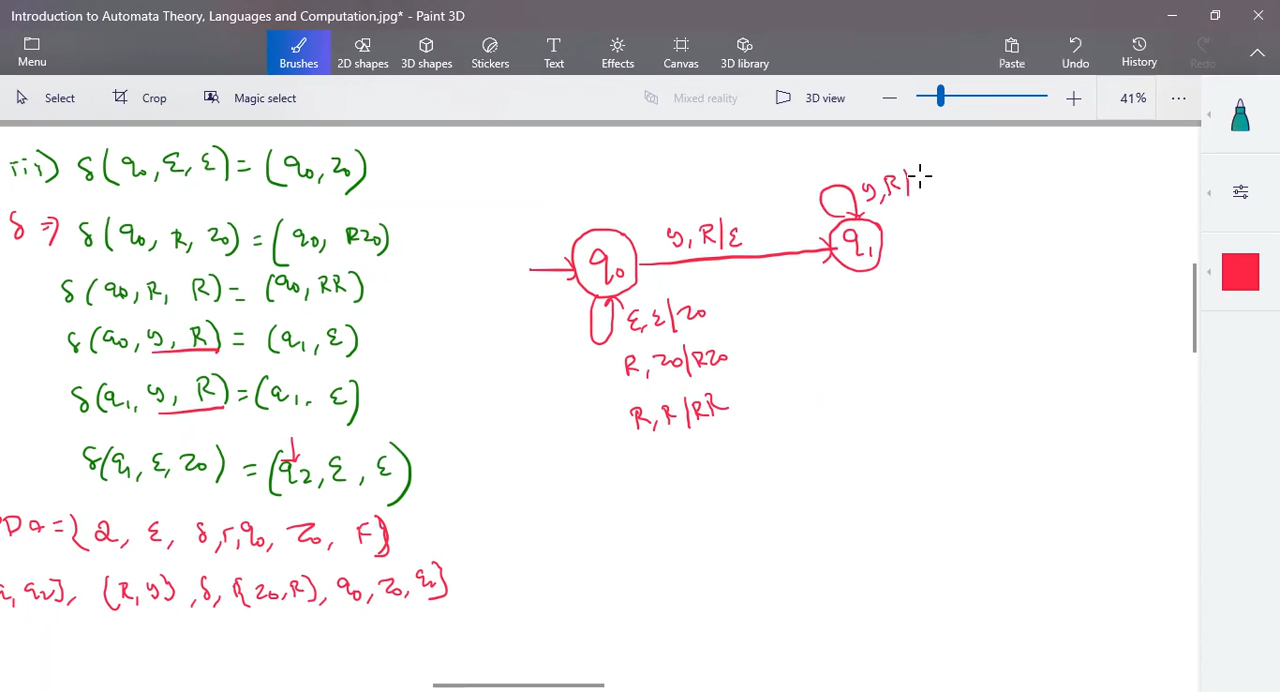 Introduction to Automata Theory, Languages and Computation.jpg* - Paint 3D
Menu
Brushes
2D shapes
3D shapes
Stickers
Text
Effects
Canvas
3D library
Paste
Undo
History
Redo
Select
Crop
Magic select
Mixed reality
3D view
41%
iii) δ(q0, ε, ε) = (q0, z0)
δ ⇒ δ(q0, R, z0) = (q0, Rz0)
δ(q0, R, R) = (q0, RR)
δ(q0, y, R) = (q1, ε)
δ(q1, y, R) = (q1, ε)
δ(q1, ε, z0) = (q2, ε, ε)
= {Q, Σ, δ, Γ, q0, z0, F}
q2}, {R, y}, δ, {z0, R}, q0, z0,
y, R|
q1
y, R|ε
q0
ε, ε/z0
R, z0/Rz0
R, R/RR